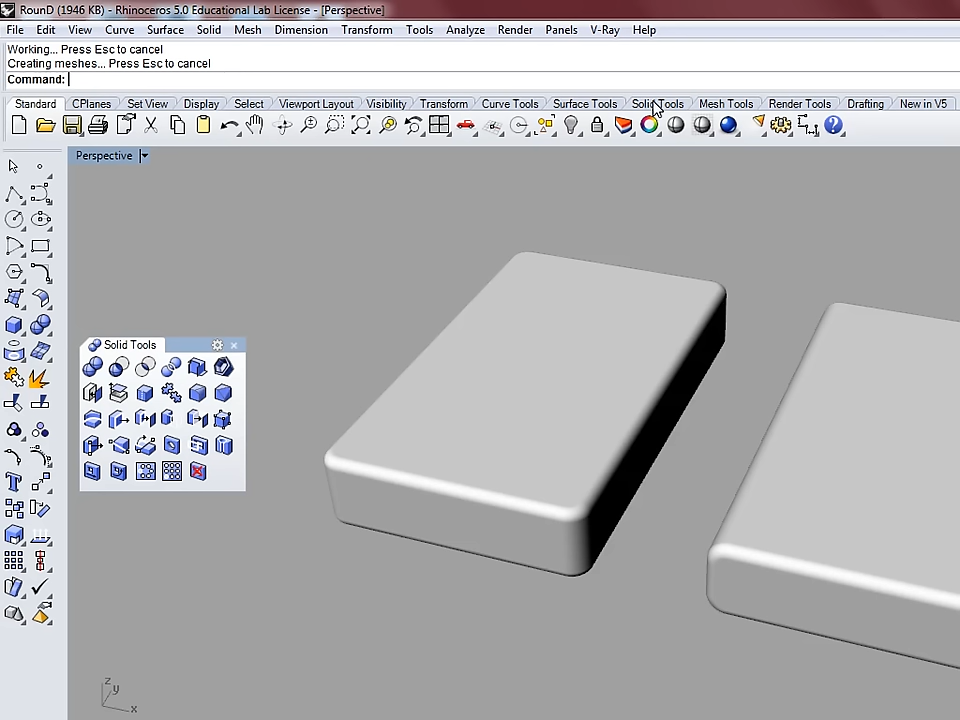 RounD (1946 KB) - Rhinoceros 5.0 Educational Lab License - [Perspective]
File Edit View Curve Surface Solid Mesh Dimension Transform Tools Analyze Render Panels V-Ray Help
Working... Press Esc to cancel
Creating meshes... Press Esc to cancel
Command:
Standard CPlanes Set View Display Select Viewport Layout Visibility Transform Curve Tools Surface Tools Solid Tools Mesh Tools Render Tools Drafting New in V5
Perspective
Solid Tools
z
y
x